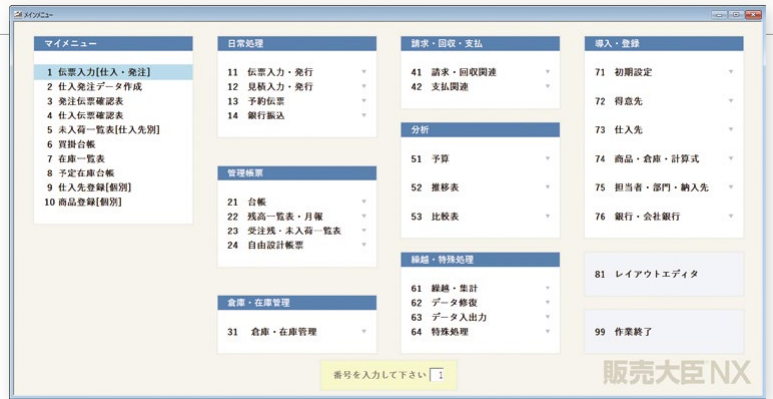 メインメニュー
マイメニュー
1 伝票入力[仕入・発注]
2 仕入発注データ作成
3 発注伝票確認表
4 仕入伝票確認表
5 未入荷一覧表[仕入先別]
6 買掛台帳
7 在庫一覧表
8 予定在庫台帳
9 仕入先登録[個別]
10 商品登録[個別]
日常処理
11 伝票入力・発行
12 見積入力・発行
13 予約伝票
14 銀行振込
管理帳票
21 台帳
22 残高一覧表・月報
23 受注残・未入荷一覧表
24 自由設計帳票
倉庫・在庫管理
31 倉庫・在庫管理
請求・回収・支払
41 請求・回収関連
42 支払関連
分析
51 予算
52 推移表
53 比較表
繰越・特殊処理
61 繰越・集計
62 データ修復
63 データ入出力
64 特殊処理
導入・登録
71 初期設定
72 得意先
73 仕入先
74 商品・倉庫・計算式
75 担当者・部門・納入先
76 銀行・会社銀行
81 レイアウトエディタ
99 作業終了
番号を入力して下さい 1
販売大臣NX